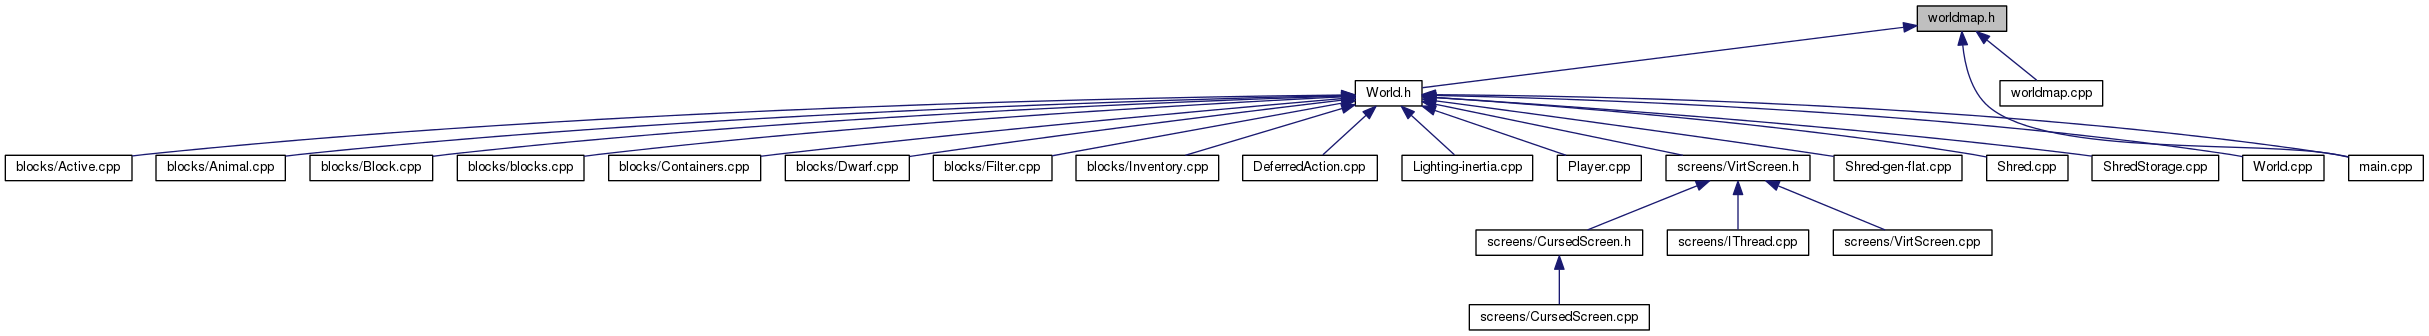 worldmap.h
World.h
worldmap.cpp
blocks/Active.cpp
blocks/Animal.cpp
blocks/Block.cpp
blocks/blocks.cpp
blocks/Containers.cpp
blocks/Dwarf.cpp
blocks/Filter.cpp
blocks/Inventory.cpp
DeferredAction.cpp
Lighting-inertia.cpp
Player.cpp
screens/VirtScreen.h
Shred-gen-flat.cpp
Shred.cpp
ShredStorage.cpp
World.cpp
main.cpp
screens/CursedScreen.h
screens/IThread.cpp
screens/VirtScreen.cpp
screens/CursedScreen.cpp